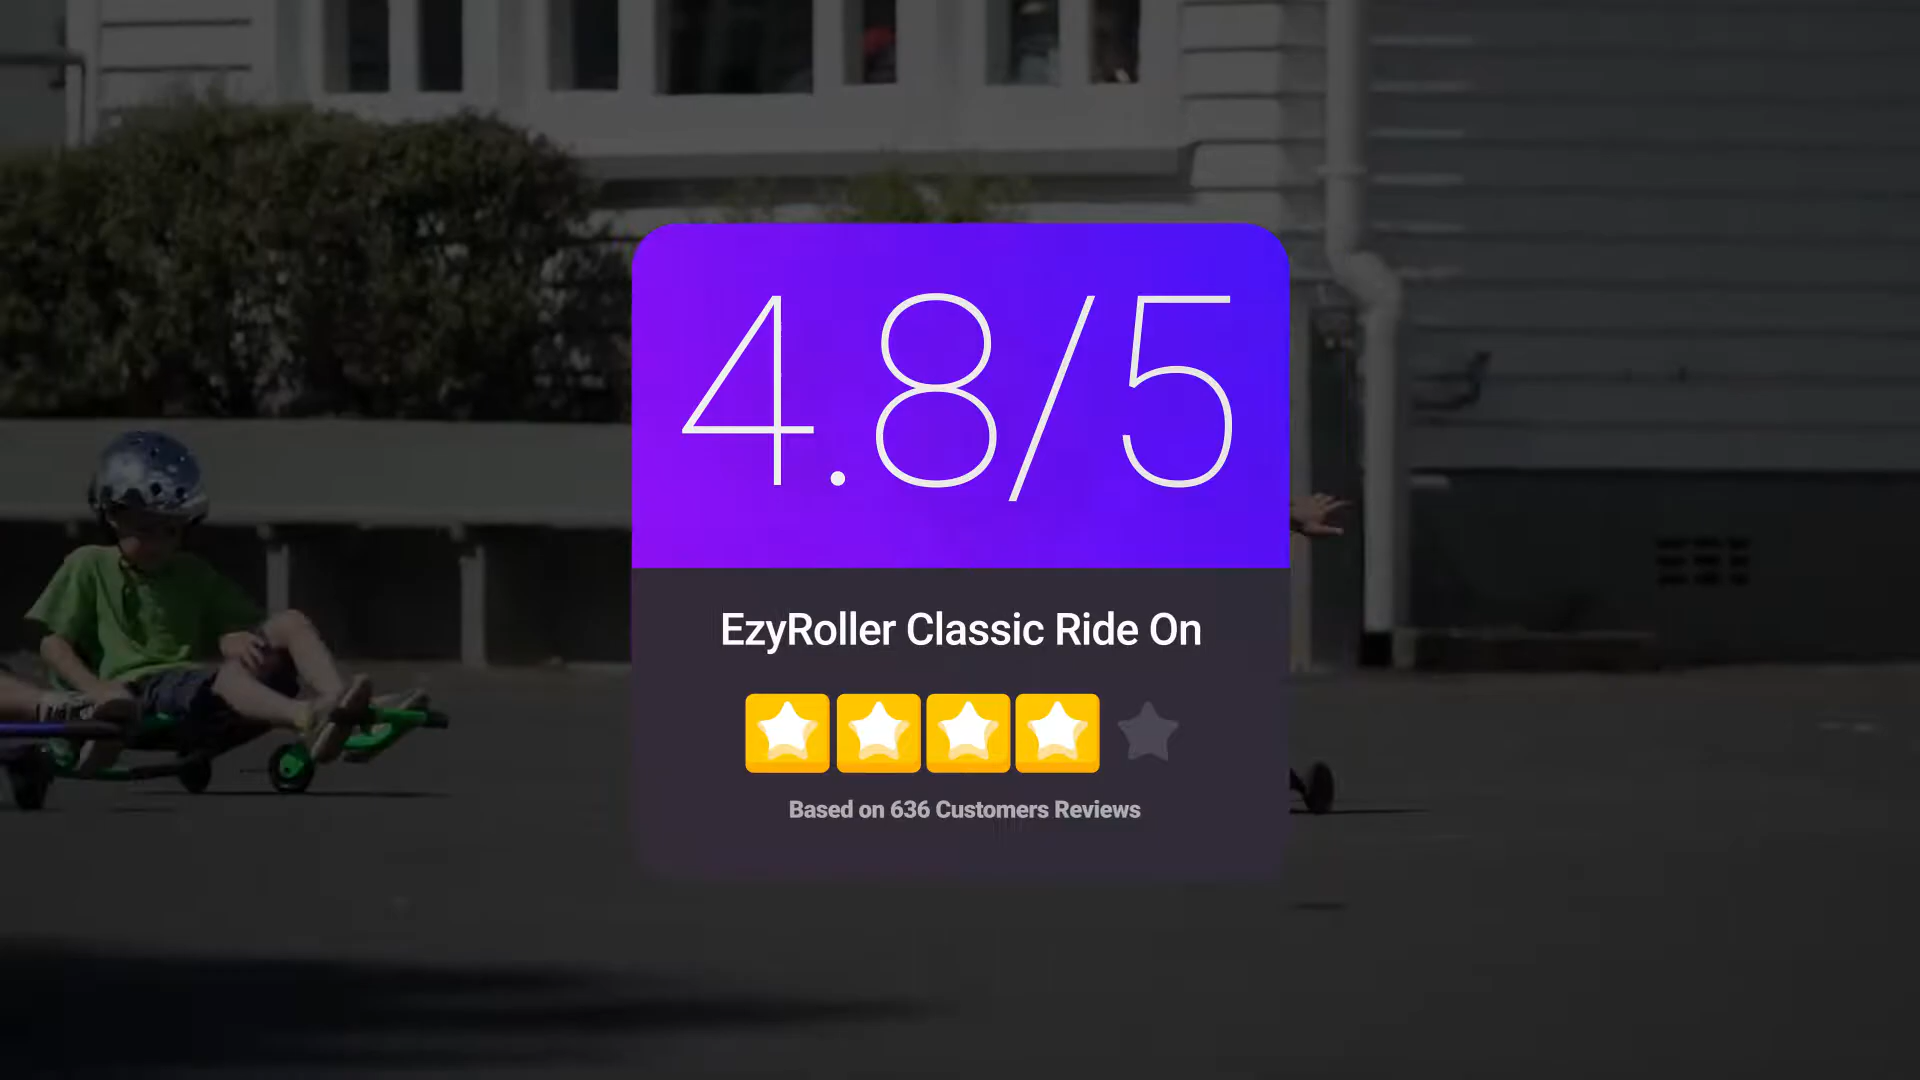 4.8/5
EzyRoller Classic Ride On
Based on 636 Customers Reviews